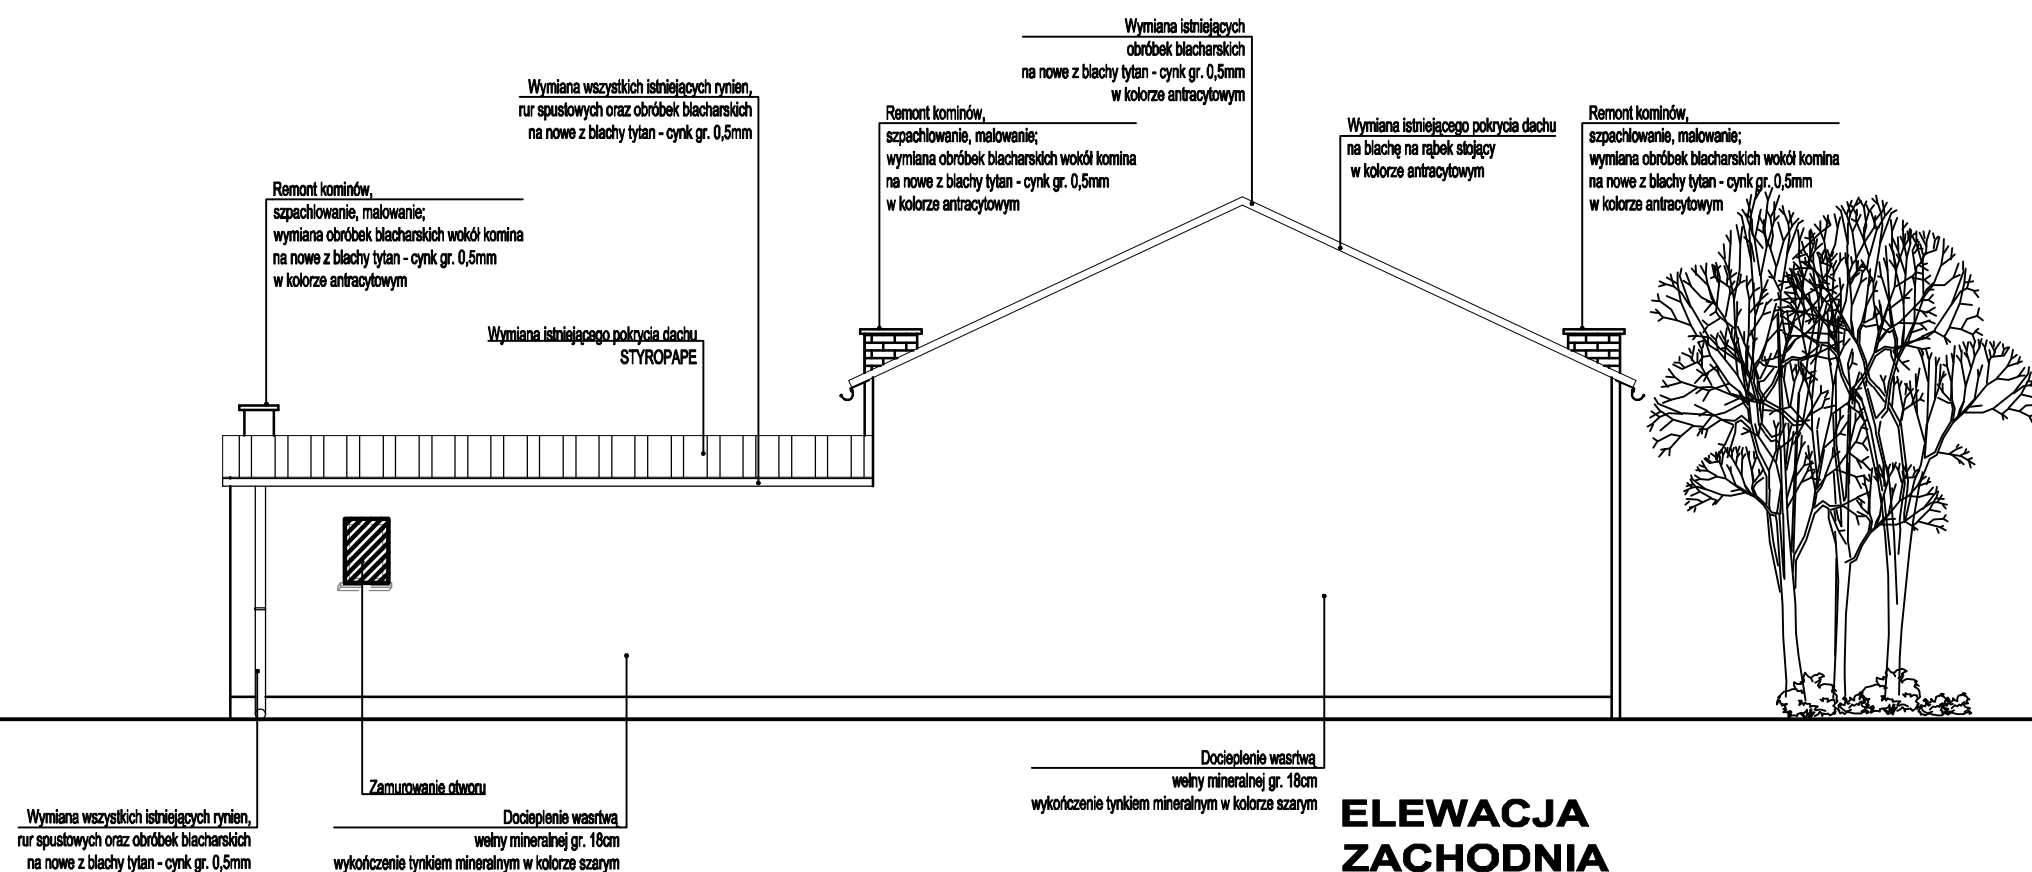 Wymiana istniejących
obróbek blacharskich
na nowe z blachy tytan - cynk gr. 0,5mm
w kolorze antracytowym
Wymiana wszystkich istniejących rynien,
rur spustowych oraz obróbek blacharskich
na nowe z blachy tytan - cynk gr. 0,5mm
Remont kominów,
szpachlowanie, malowanie;
wymiana obróbek blacharskich wokół komina
na nowe z blachy tytan - cynk gr. 0,5mm
w kolorze antracytowym
Wymiana istniejącego pokrycia dachu
na blachę na rąbek stojący
w kolorze antracytowym
Remont kominów,
szpachlowanie, malowanie;
wymiana obróbek blacharskich wokół komina
na nowe z blachy tytan - cynk gr. 0,5mm
w kolorze antracytowym
Remont kominów,
szpachlowanie, malowanie;
wymiana obróbek blacharskich wokół komina
na nowe z blachy tytan - cynk gr. 0,5mm
w kolorze antracytowym
Wymiana istniejącego pokrycia dachu
STYROPAPE
Zamurowanie otworu
Wymiana wszystkich istniejących rynien,
rur spustowych oraz obróbek blacharskich
na nowe z blachy tytan - cynk gr. 0,5mm
Docieplenie wasrtwą
wełny mineralnej gr. 18cm
wykończenie tynkiem mineralnym w kolorze szarym
Docieplenie wasrtwą
wełny mineralnej gr. 18cm
wykończenie tynkiem mineralnym w kolorze szarym
ELEWACJA
ZACHODNIA